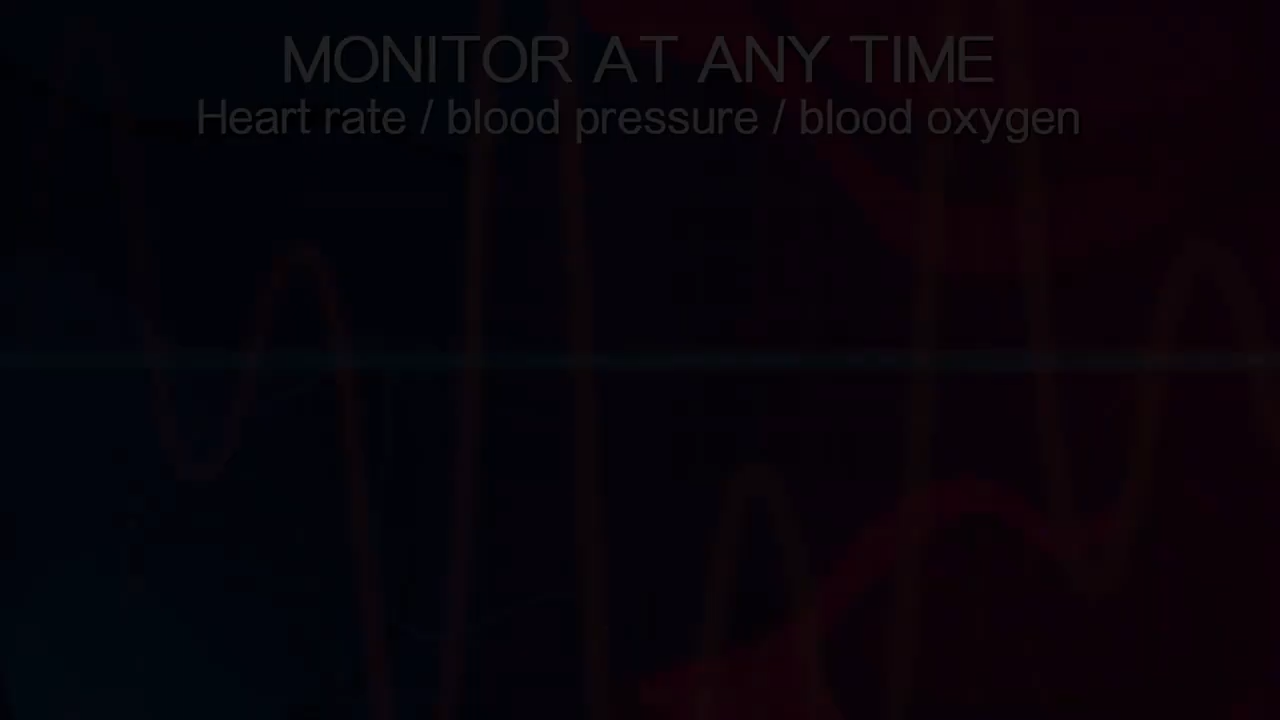 MONITOR AT ANY TIME
Heart rate / blood pressure / blood oxygen